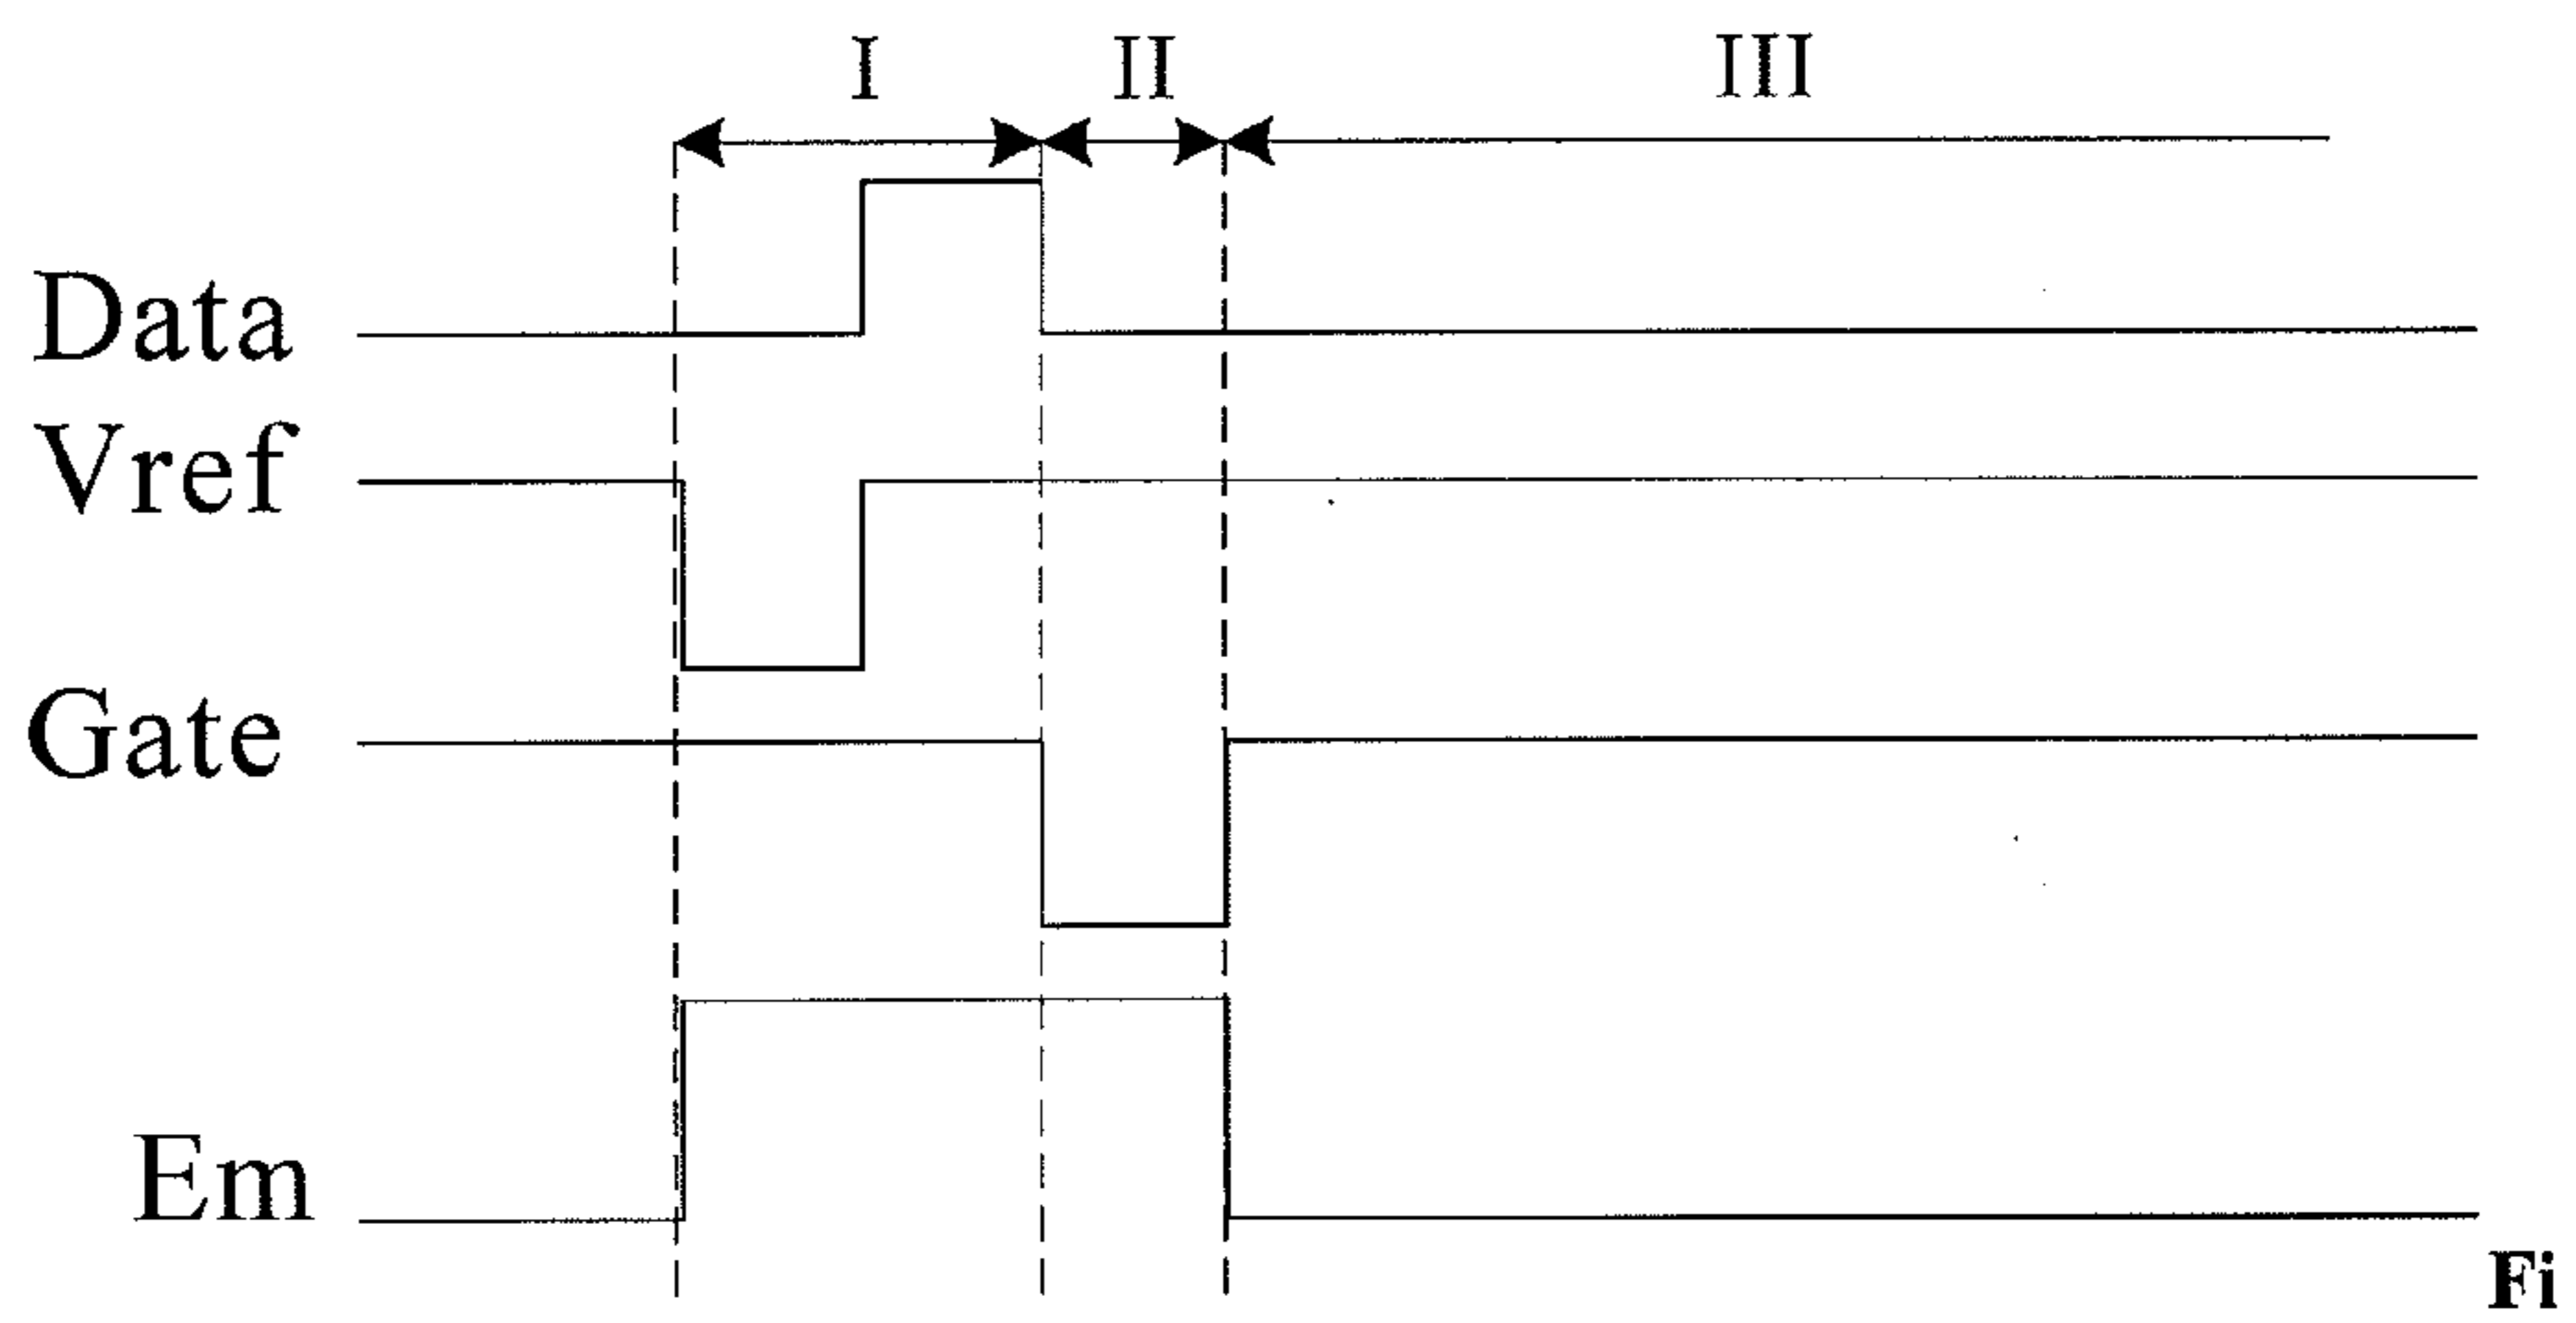 I II III
Data
Vref
Gate
Em
Fi